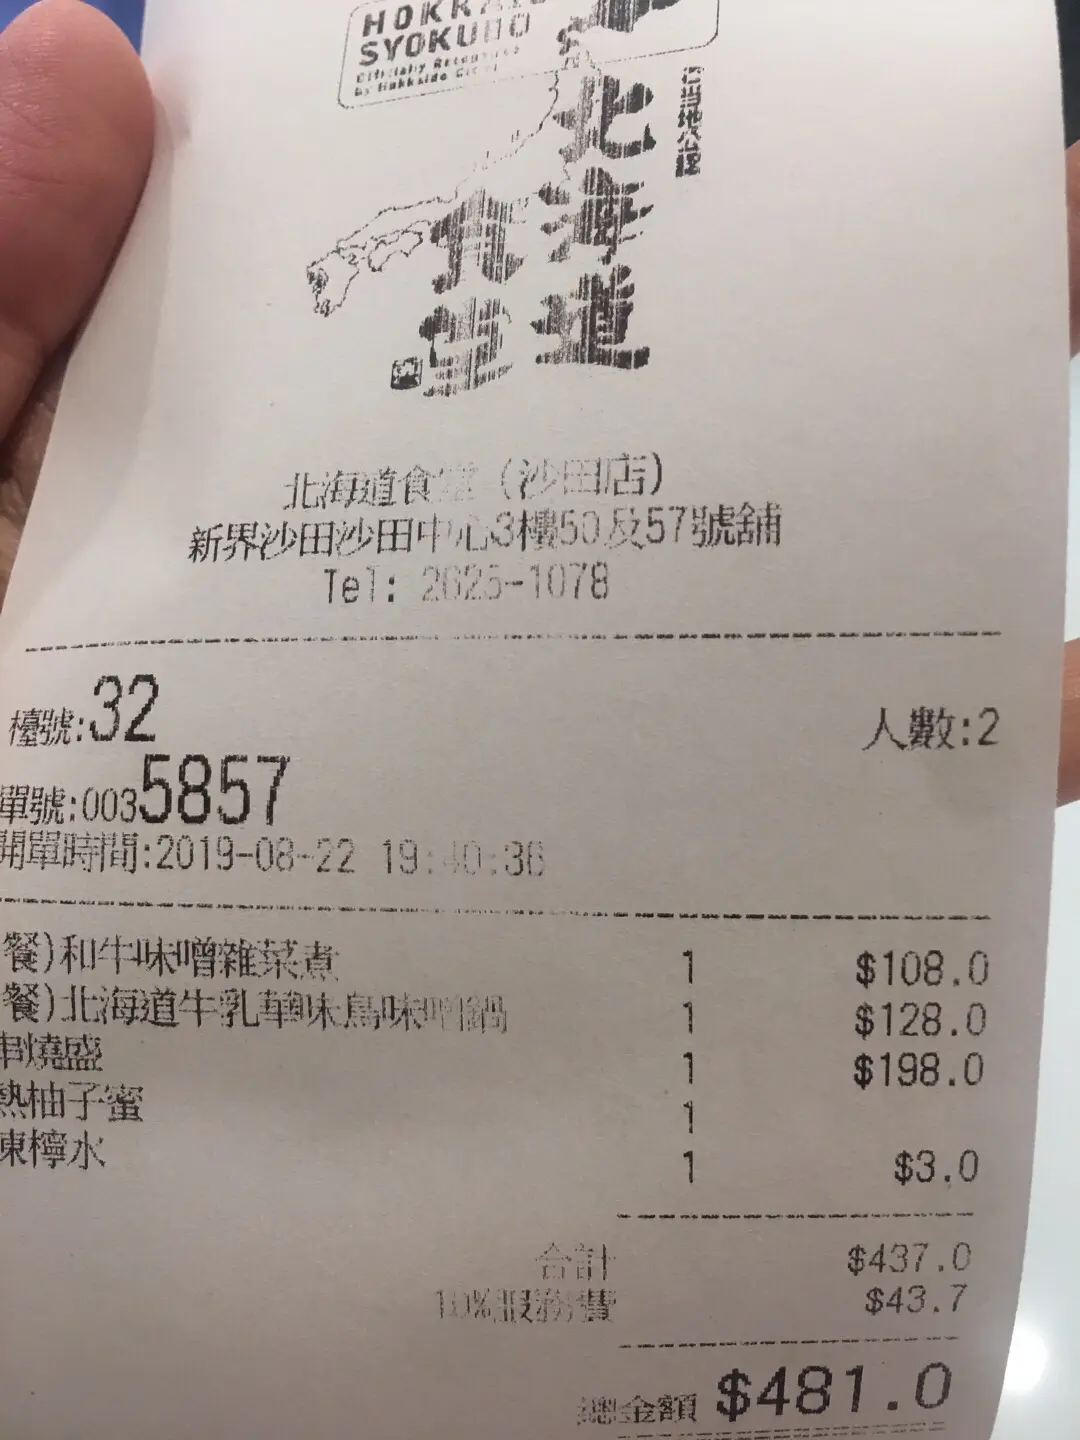 HOKKAI
SYOKUDO
Officially Recognized
by Hokkaido
北海道
食堂
北海道食堂（沙田店）
新界沙田沙田中心3樓50及57號舖
Tel: 2625-1078
檯號:32 人數:2
單號:0035857
開單時間:2019-08-22 19:40:36
餐)和牛味噌雜菜煮 1 $108.0
餐)北海道牛乳華味鳥味噌鍋 1 $128.0
串燒盛 1 $198.0
熱柚子蜜 1
凍檸水 1 $3.0
合計 $437.0
10%服務費 $43.7
總金額 $481.0